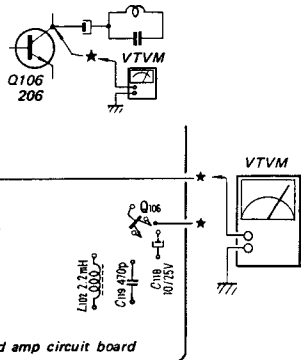 Q106
206
VTVM
VTVM
Q106
L102 2.2mH
C119 470p
C118
10/25V
d amp circuit board